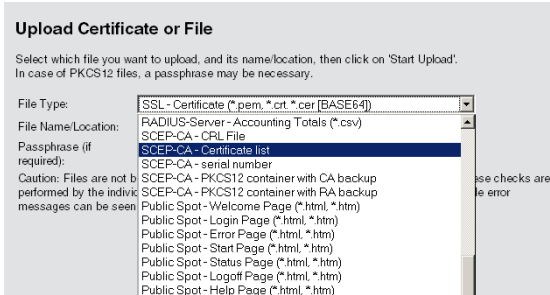 Upload Certificate or File
Select which file you want to upload, and its name/location, then click on 'Start Upload'.
In case of PKCS12 files, a passphrase may be necessary.
File Type:
SSL - Certificate (*.pem, *.crt. *.cer [BASE64])
File Name/Location:
RADIUS-Server - Accounting Totals (*.csv)
SCEP-CA - CRL File
Passphrase (if
required):
SCEP-CA - Certificate list
SCEP-CA - serial number
Caution: Files are not b
SCEP-CA - PKCS12 container with CA backup
ese checks are
performed by the indivic
SCEP-CA - PKCS12 container with RA backup
le error
messages can be seen
Public Spot - Welcome Page (*.html, *.htm)
Public Spot - Login Page (*.html, *.htm)
Public Spot - Error Page (*.html, *.htm)
Public Spot - Start Page (*.html, *.htm)
Public Spot - Status Page (*.html, *.htm)
Public Spot - Logoff Page (*.html, *.htm)
Public Spot - Help Page (*.html, *.htm)